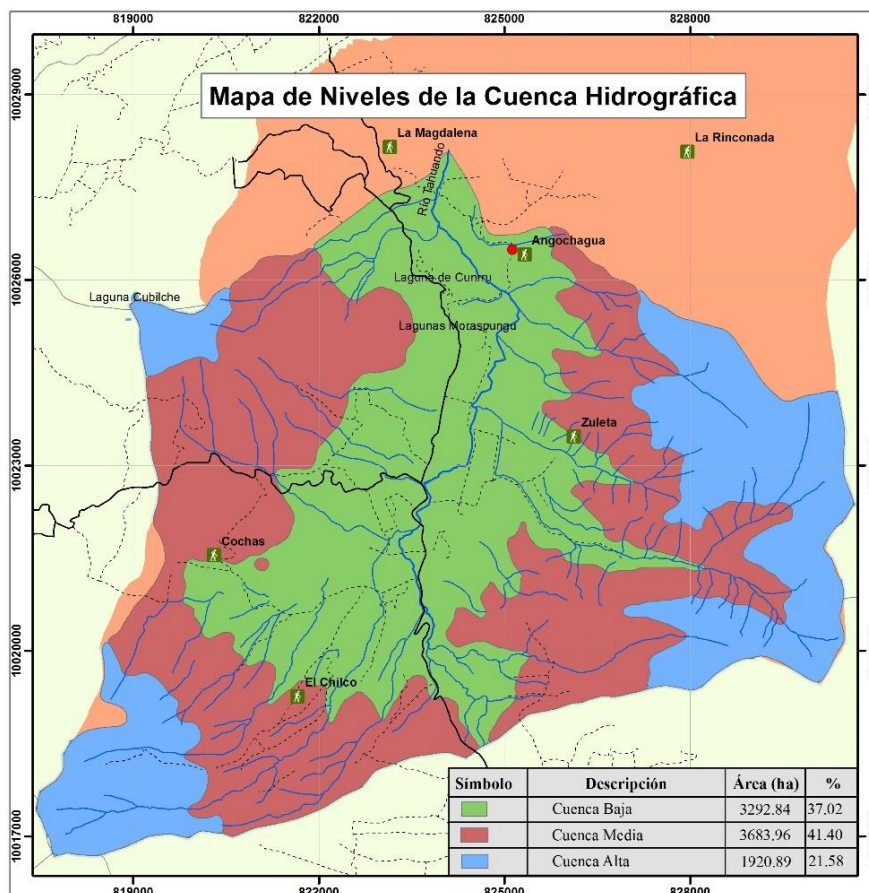 819000 822000 825000 828000
10029000
Mapa de Niveles de la Cuenca Hidrográfica
La Magdalena
La Rinconada
Río Tahuando
Angochagua
10026000
Laguna de Cunrru
Laguna Cubilche
Lagunas Moraspungu
Zuleta
10023000
Cochas
10020000
El Chilco
Símbolo Descripción Área (ha) %
Cuenca Baja 3292.84 37.02
Cuenca Media 3683.96 41.40
Cuenca Alta 1920.89 21.58
10017000
819000 822000 825000 828000